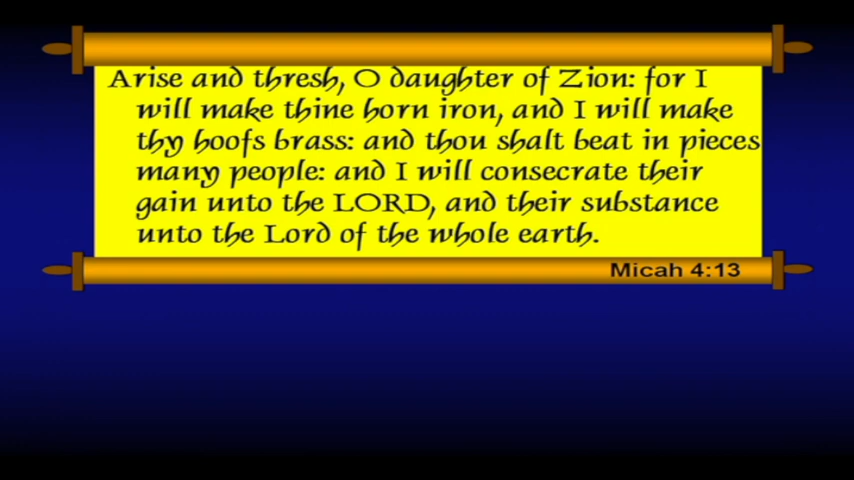 Arise and thresh, O daughter of Zion: for I
will make thine horn iron, and I will make
thy hoofs brass: and thou shalt beat in pieces
many people: and I will consecrate their
gain unto the LORD, and their substance
unto the Lord of the whole earth.
Micah 4:13